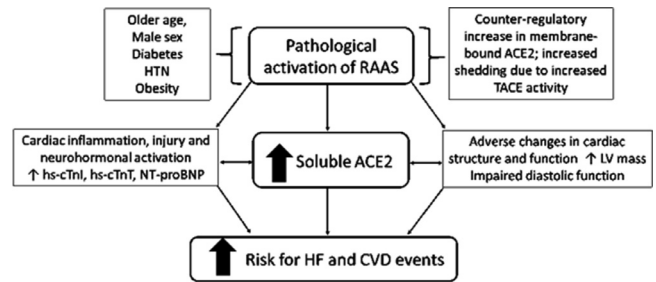 Older age,
Male sex
Diabetes
HTN
Obesity
Pathological
activation of RAAS
Counter-regulatory
increase in membrane-
bound ACE2; increased
shedding due to increased
TACE activity
Cardiac inflammation, injury and
neurohormonal activation
↑ hs-cTnI, hs-cTnT, NT-proBNP
Soluble ACE2
Adverse changes in cardiac
structure and function ↑ LV mass
Impaired diastolic function
Risk for HF and CVD events